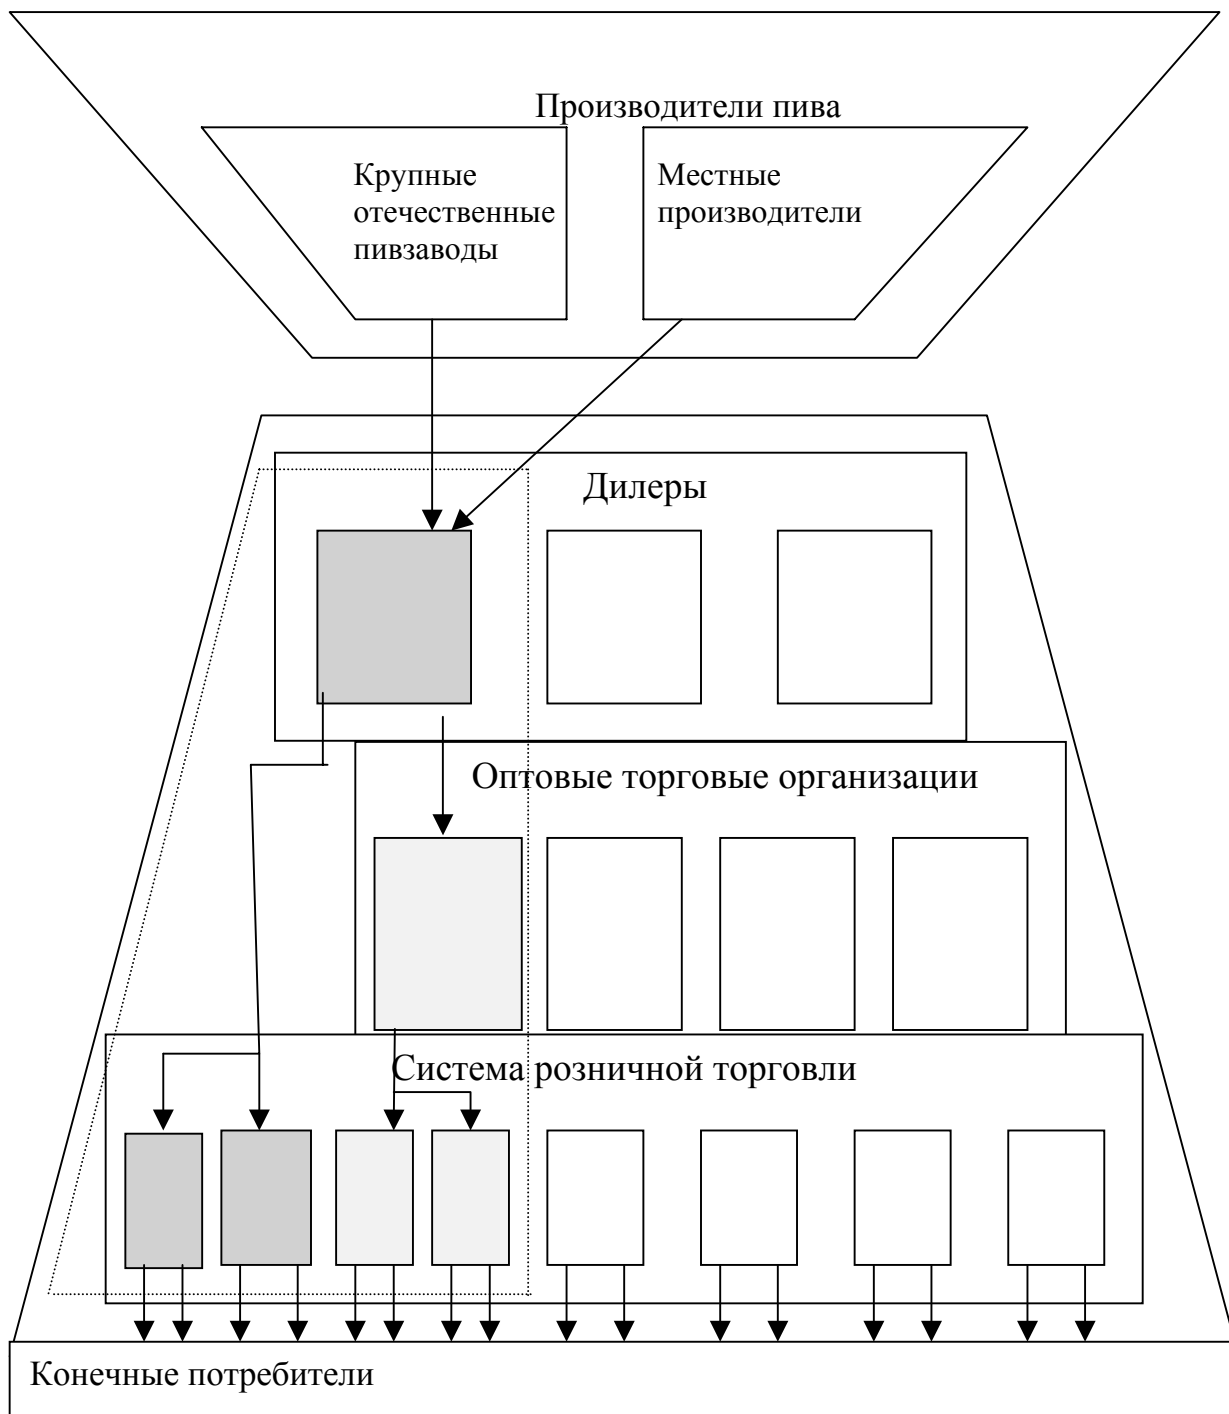 Производители пива
Крупные
отечественные
пивзаводы
Местные
производители
Дилеры
Оптовые торговые организации
Система розничной торговли
Конечные потребители